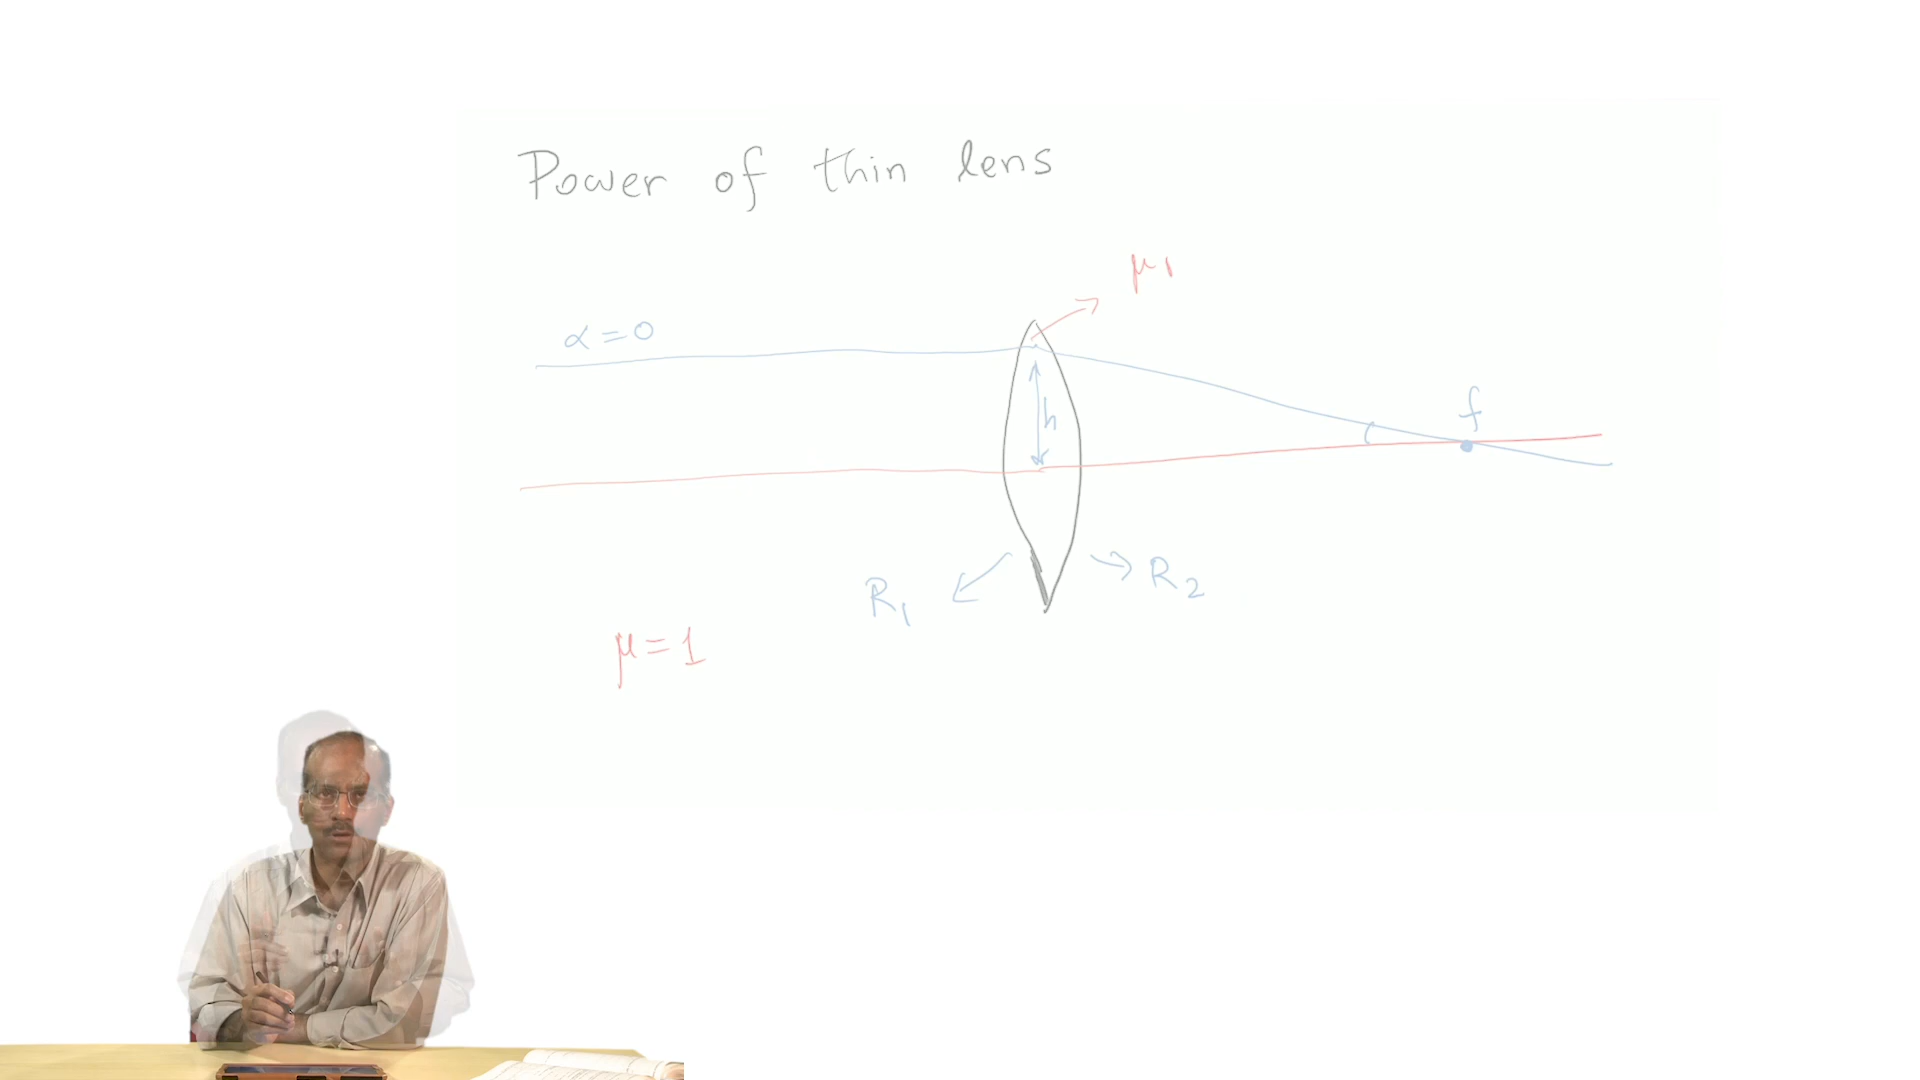 Power of thin lens
μ1
α = 0
f
h
R1
R2
μ = 1